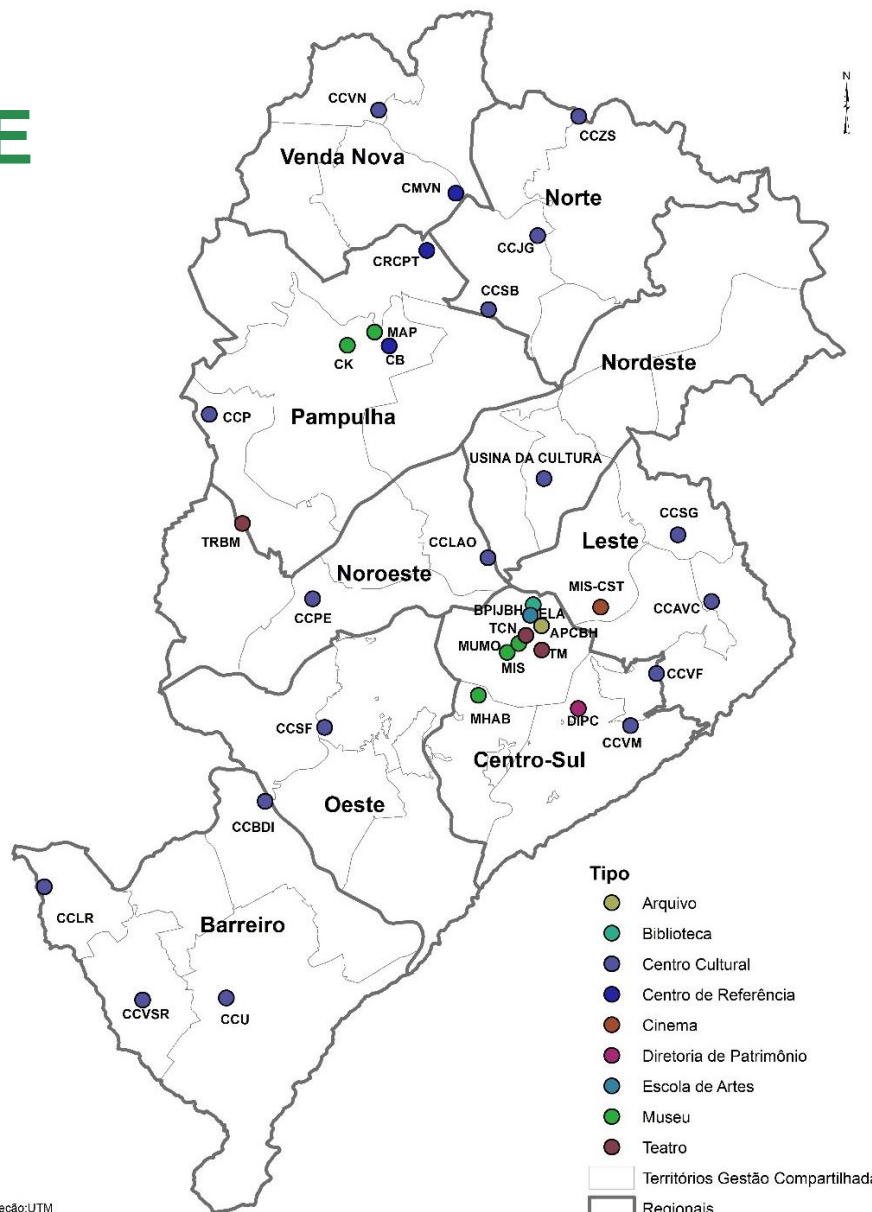 E
N
CCVN
CCZS
Venda Nova
CMVN
Norte
CCJG
CRCPT
CCSB
MAP
CK
CB
Nordeste
CCP
Pampulha
USINA DA CULTURA
CCSG
TRBM
CCLAO
Leste
Noroeste
MIS-CST
CCPE
BPIJBH
ELA
CCAVC
TCN
APCBH
MUMO
TM
MIS
CCVF
MHAB
DIPC
CCSF
CCVM
Centro-Sul
CCBDI
Oeste
CCLR
Barreiro
CCVSR
CCU
Tipo
Arquivo
Biblioteca
Centro Cultural
Centro de Referência
Cinema
Diretoria de Patrimônio
Escola de Artes
Museu
Teatro
Territórios Gestão Compartilhada
Regionais
eção:UTM